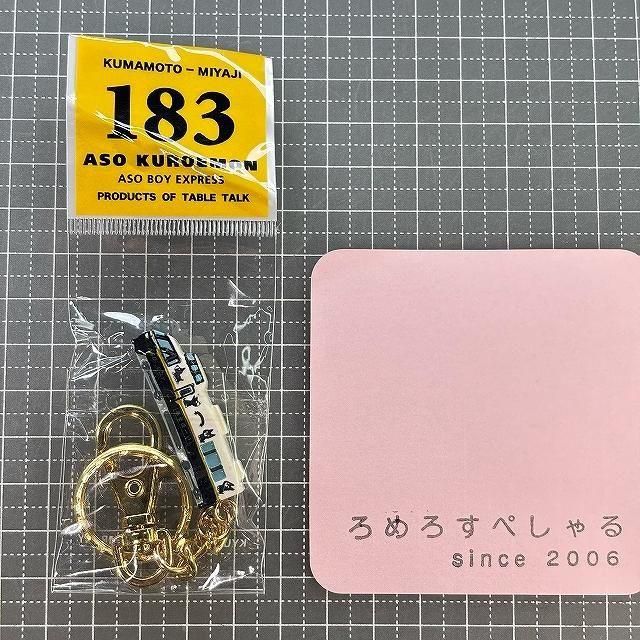 KUMAMOTO – MIYAJI
183
ASO KUROEMON
ASO BOY EXPRESS
PRODUCTS OF TABLE TALK
ろめろすぺしゃる
since 2006